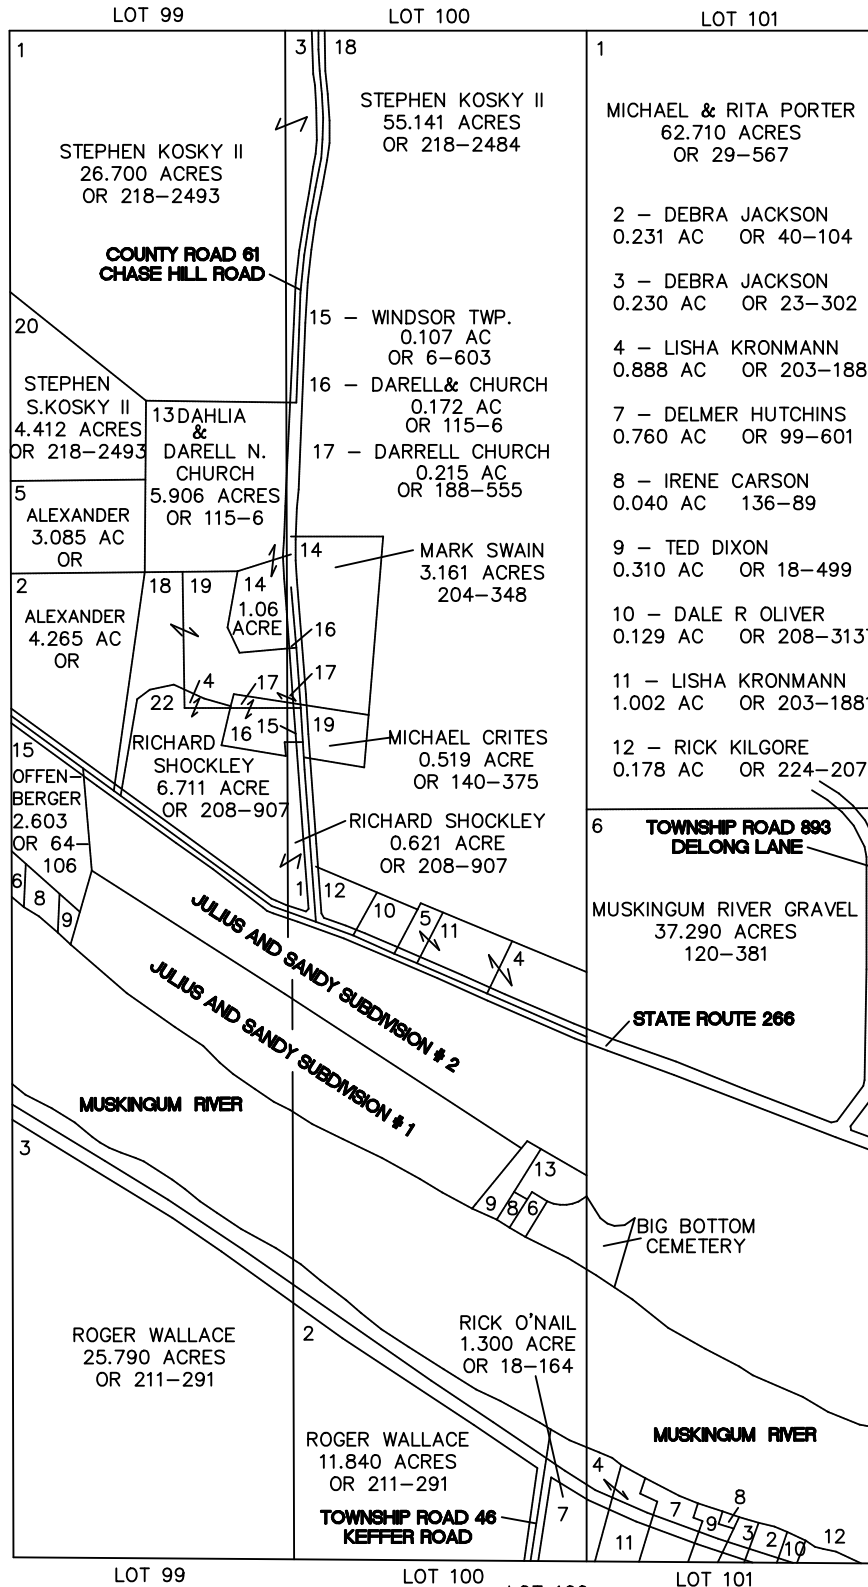 LOT 99
LOT 100
LOT 101
1
3
18
1
STEPHEN KOSKY II
26.700 ACRES
OR 218-2493
STEPHEN KOSKY II
55.141 ACRES
OR 218-2484
MICHAEL & RITA PORTER
62.710 ACRES
OR 29-567
COUNTY ROAD 61
CHASE HILL ROAD
2 - DEBRA JACKSON
0.231 AC OR 40-104
3 - DEBRA JACKSON
0.230 AC OR 23-302
4 - LISHA KRONMANN
0.888 AC OR 203-188
7 - DELMER HUTCHINS
0.760 AC OR 99-601
8 - IRENE CARSON
0.040 AC 136-89
9 - TED DIXON
0.310 AC OR 18-499
10 - DALE R OLIVER
0.129 AC OR 208-313
11 - LISHA KRONMANN
1.002 AC OR 203-188
12 - RICK KILGORE
0.178 AC OR 224-207
15 - WINDSOR TWP.
0.107 AC
OR 6-603
16 - DARELL& CHURCH
0.172 AC
OR 115-6
17 - DARRELL CHURCH
0.215 AC
OR 188-555
20
STEPHEN
S.KOSKY II
4.412 ACRES
OR 218-2493
13 DAHLIA
&
DARELL N.
CHURCH
5.906 ACRES
OR 115-6
5
ALEXANDER
3.085 AC
OR
2
ALEXANDER
4.265 AC
OR
18
19
14
1.06
ACRE
14
MARK SWAIN
3.161 ACRES
204-348
16
17
4
17
22
16
15
19
MICHAEL CRITES
0.519 ACRE
OR 140-375
RICHARD
SHOCKLEY
6.711 ACRE
OR 208-907
RICHARD SHOCKLEY
0.621 ACRE
OR 208-907
15
OFFEN-
BERGER
2.603
OR 64-
106
6
8
9
1
12
10
5
11
4
6
TOWNSHIP ROAD 893
DELONG LANE
MUSKINGUM RIVER GRAVEL
37.290 ACRES
120-381
STATE ROUTE 266
JULIUS AND SANDY SUBDIVISION # 2
JULIUS AND SANDY SUBDIVISION # 1
MUSKINGUM RIVER
3
13
9
8
6
BIG BOTTOM
CEMETERY
ROGER WALLACE
25.790 ACRES
OR 211-291
2
RICK O'NAIL
1.300 ACRE
OR 18-164
ROGER WALLACE
11.840 ACRES
OR 211-291
TOWNSHIP ROAD 46
KEFFER ROAD
MUSKINGUM RIVER
7
4
11
7
9
8
3
2
10
12
LOT 99
LOT 100
LOT 101